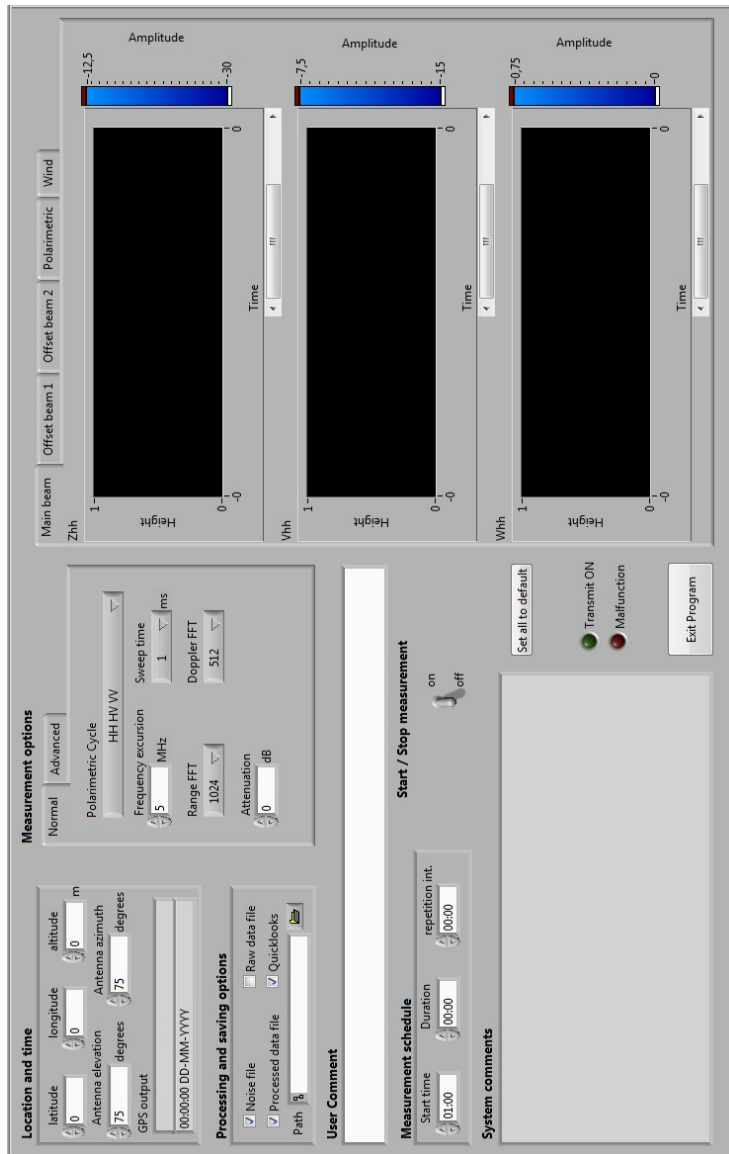 Location and time
latitude longitude altitude
0 0 0 m
Antenna elevation Antenna azimuth
75 degrees 75 degrees
GPS output
00:00:00 DD-MM-YYYY
Processing and saving options
Noise file Raw data file
Processed data file Quicklooks
Path
Measurement options
Normal Advanced
Polarimetric Cycle
HH HV VV
Frequency excursion Sweep time
5 MHz 1 ms
Range FFT Doppler FFT
1024 512
Attenuation
0 dB
User Comment
Measurement schedule
Start time Duration repetition int.
01:00 00:00 00:00
Start / Stop measurement
on
off
System comments
Set all to default
Transmit ON
Malfunction
Exit Program
Main beam Offset beam 1 Offset beam 2 Polarimetric Wind
Zhh
1
Height
0
-0 0
Time
-12,5
-30
Amplitude
Vhh
1
Height
0
-0 0
Time
-7,5
-15
Amplitude
Whh
1
Height
0
-0 0
Time
-0,75
-0
Amplitude